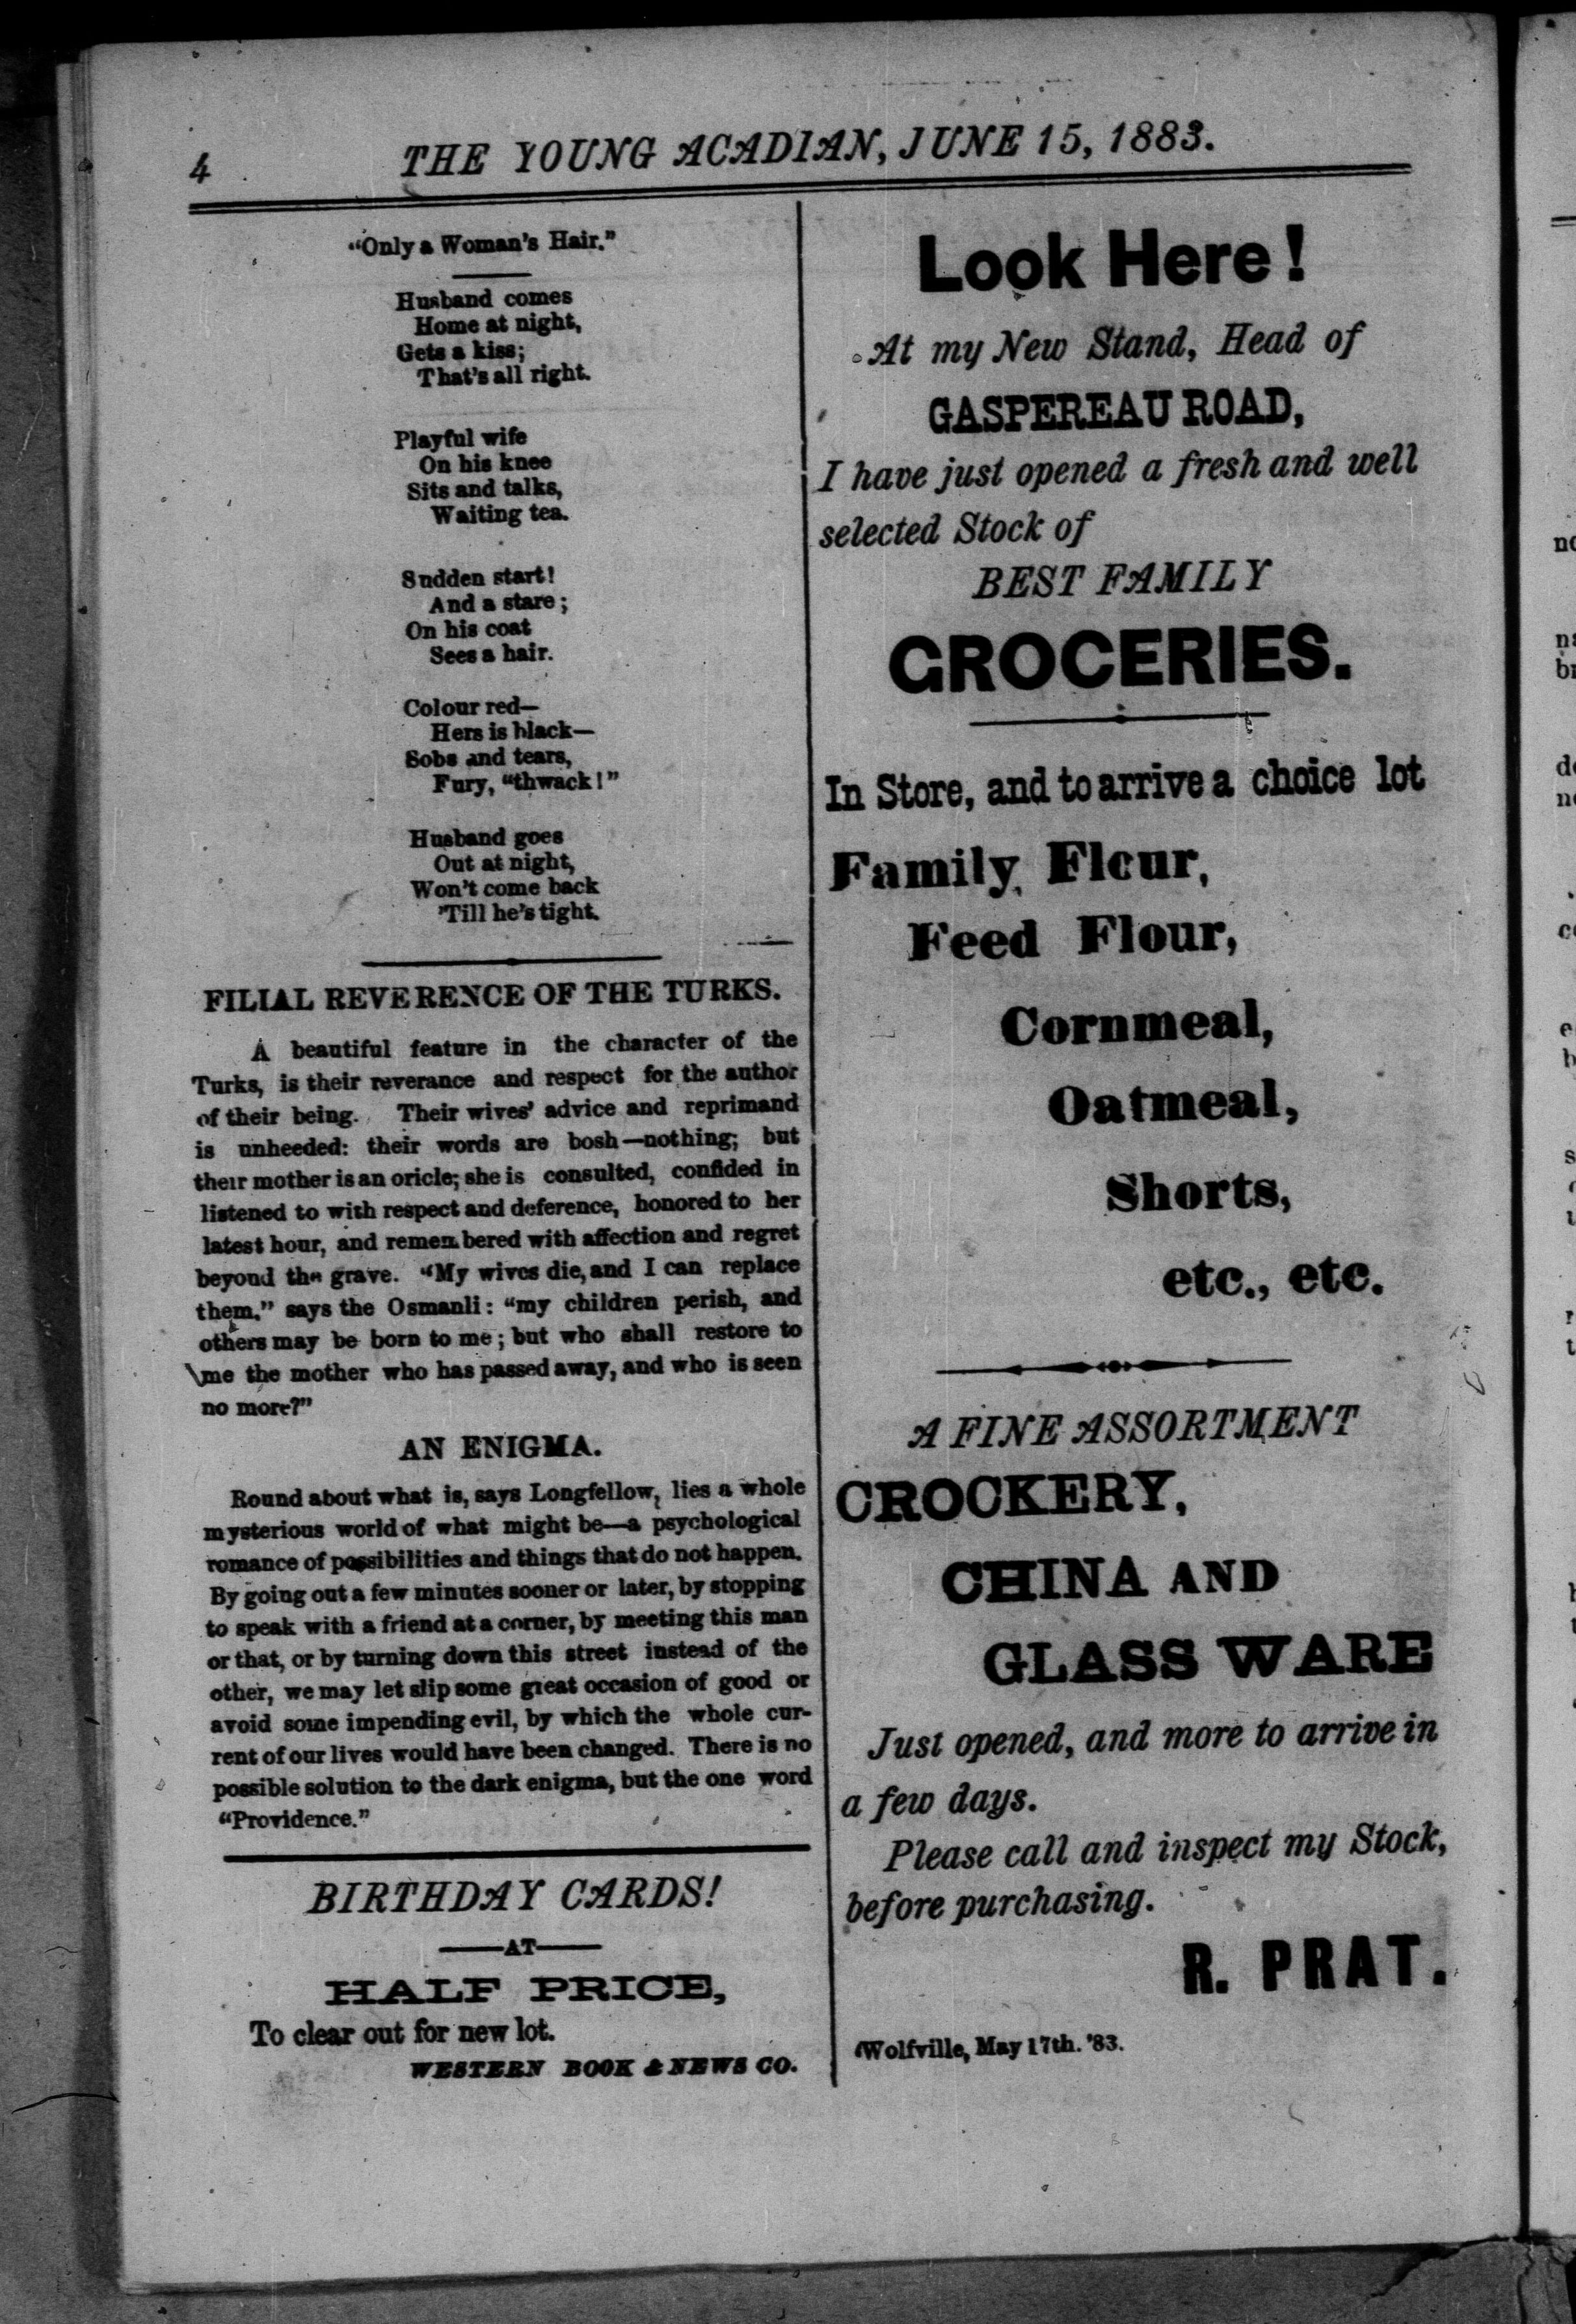 4
THE YOUNG ACADIAN, JUNE 15, 1883.
"Only a Woman's Hair."
Husband comes
Home at night,
Gets a kiss;
That's all right.
Playful wife
On his knee
Sits and talks,
Waiting tea.
Sudden start!
And a stare;
On his coat
Sees a hair.
Colour red—
Hers is black—
Sobs and tears,
Fury, "thwack!"
Husband goes
Out at night,
Won't come back
'Till he's tight.
FILIAL REVERENCE OF THE TURKS.
A beautiful feature in the character of the
Turks, is their reverance and respect for the author
of their being. Their wives' advice and reprimand
is unheeded: their words are bosh—nothing; but
their mother is an oricle; she is consulted, confided in
listened to with respect and deference, honored to her
latest hour, and remembered with affection and regret
beyond the grave. "My wives die, and I can replace
them," says the Osmanli: "my children perish, and
others may be born to me; but who shall restore to
me the mother who has passed away, and who is seen
no more?"
AN ENIGMA.
Round about what is, says Longfellow, lies a whole
mysterious world of what might be—a psychological
romance of possibilities and things that do not happen.
By going out a few minutes sooner or later, by stopping
to speak with a friend at a corner, by meeting this man
or that, or by turning down this street instead of the
other, we may let slip some great occasion of good or
avoid some impending evil, by which the whole cur-
rent of our lives would have been changed. There is no
possible solution to the dark enigma, but the one word
"Providence."
BIRTHDAY CARDS!
—AT—
HALF PRICE,
To clear out for new lot.
WESTERN BOOK & NEWS CO.
Look Here!
At my New Stand, Head of
GASPEREAU ROAD,
I have just opened a fresh and well
selected Stock of
BEST FAMILY
GROCERIES.
In Store, and to arrive a choice lot
Family Flour,
Feed Flour,
Cornmeal,
Oatmeal,
Shorts,
etc., etc.
A FINE ASSORTMENT
CROCKERY,
CHINA AND
GLASS WARE
Just opened, and more to arrive in
a few days.
Please call and inspect my Stock,
before purchasing.
R. PRAT.
Wolfville, May 17th. '83.